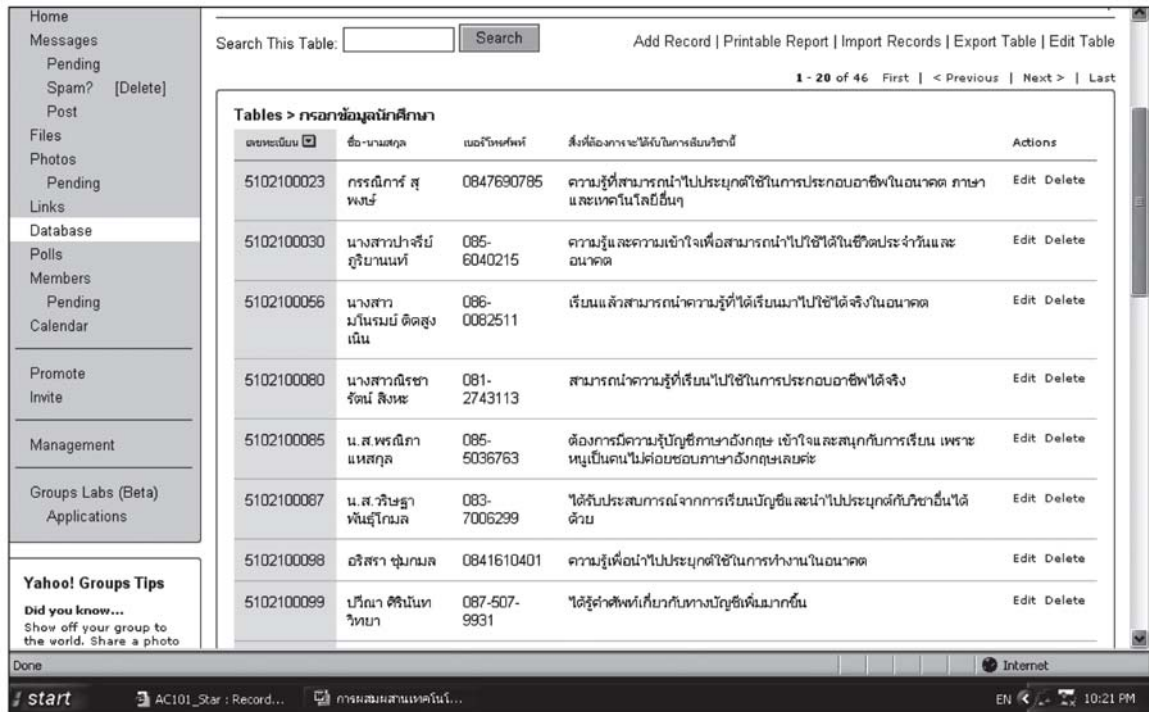 Home
Messages
Pending
Spam? [Delete]
Post
Files
Photos
Pending
Links
Database
Polls
Members
Pending
Calendar
Promote
Invite
Management
Groups Labs (Beta)
Applications
Yahoo! Groups Tips
Did you know...
Show off your group to
the world. Share a photo
Search This Table: Search
Add Record | Printable Report | Import Records | Export Table | Edit Table
1 - 20 of 46 First | < Previous | Next > | Last
Tables > กรอกข้อมูลนักศึกษา
เลขทะเบียน ชื่อ-นามสกุล เบอร์โทรศัพท์ สิ่งที่ต้องการจะได้รับในการเรียนวิชานี้ Actions
5102100023 กรรณิการ์ สุ 0847690785 ความรู้ที่สามารถนำไปประยุกต์ใช้ในการประกอบอาชีพในอนาคต ภาษา Edit Delete
พงษ์ และเทคโนโลยีอื่นๆ
5102100030 นางสาวปาจรีย์ 085- ความรู้และความเข้าใจเพื่อสามารถนำไปใช้ได้ในชีวิตประจำวันและ Edit Delete
ภูริยานนท์ 6040215 อนาคต
5102100056 นางสาว 086- เรียนแล้วสามารถนำความรู้ที่ได้เรียนมาไปใช้ได้จริงในอนาคต Edit Delete
มโนรมย์ ติดสูง 0082511
เนิน
5102100080 นางสาวณิรชา 081- สามารถนำความรู้ที่เรียนไปใช้ในการประกอบอาชีพได้จริง Edit Delete
รัตน์ สิงหะ 2743113
5102100085 น.ส.พรณิภา 085- ต้องการมีความรู้บัญชีภาษาอังกฤษ เข้าใจและสนุกกับการเรียน เพราะ Edit Delete
แหสกุล 5036763 หนูเป็นคนไม่ค่อยชอบภาษาอังกฤษเลยค่ะ
5102100087 น.ส.วริษฐา 083- ได้รับประสบการณ์จากการเรียนบัญชีและนำไปประยุกต์กับวิชาอื่นได้ Edit Delete
พันธุ์โกมล 7006299 ด้วย
5102100098 อริสรา ชุ่มกมล 0841610401 ความรู้เพื่อนำไปประยุกต์ใช้ในการทำงานในอนาคต Edit Delete
5102100099 ปวีณา ศิรินันท 087-507- ได้รู้คำศัพท์เกี่ยวกับทางบัญชีเพิ่มมากขึ้น Edit Delete
วิทยา 9931
Done Internet
start AC101_Star : Record... การผสมผสานเทคโนโ... EN 10:21 PM